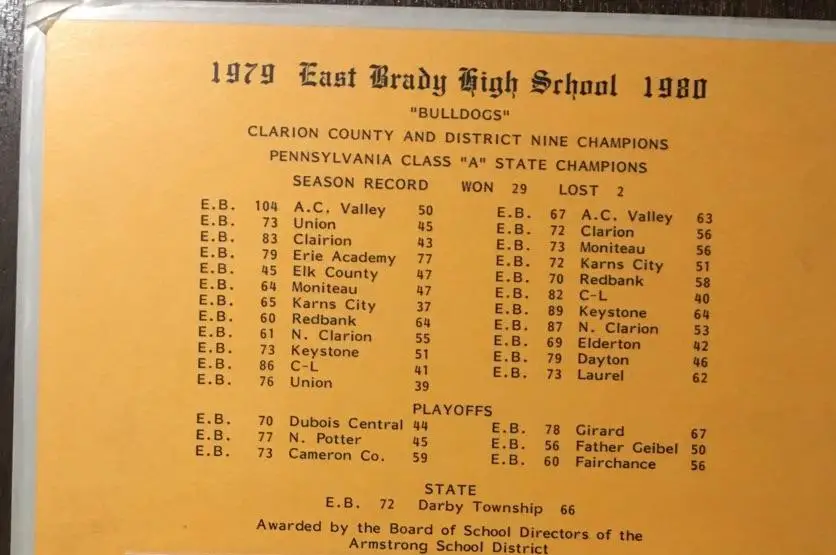 1979 East Brady High School 1980
"BULLDOGS"
CLARION COUNTY AND DISTRICT NINE CHAMPIONS
PENNSYLVANIA CLASS "A" STATE CHAMPIONS
SEASON RECORD WON 29 LOST 2
E.B. 104 A.C. Valley 50
E.B. 73 Union 45
E.B. 83 Clairion 43
E.B. 79 Erie Academy 77
E.B. 45 Elk County 47
E.B. 64 Moniteau 47
E.B. 65 Karns City 37
E.B. 60 Redbank 64
E.B. 61 N. Clarion 55
E.B. 73 Keystone 51
E.B. 86 C-L 41
E.B. 76 Union 39
E.B. 67 A.C. Valley 63
E.B. 72 Clarion 56
E.B. 73 Moniteau 56
E.B. 72 Karns City 51
E.B. 70 Redbank 58
E.B. 82 C-L 40
E.B. 89 Keystone 64
E.B. 87 N. Clarion 53
E.B. 69 Elderton 42
E.B. 79 Dayton 46
E.B. 73 Laurel 62
PLAYOFFS
E.B. 70 Dubois Central 44
E.B. 77 N. Potter 45
E.B. 73 Cameron Co. 59
E.B. 78 Girard 67
E.B. 56 Father Geibel 50
E.B. 60 Fairchance 56
STATE
E.B. 72 Darby Township 66
Awarded by the Board of School Directors of the
Armstrong School District